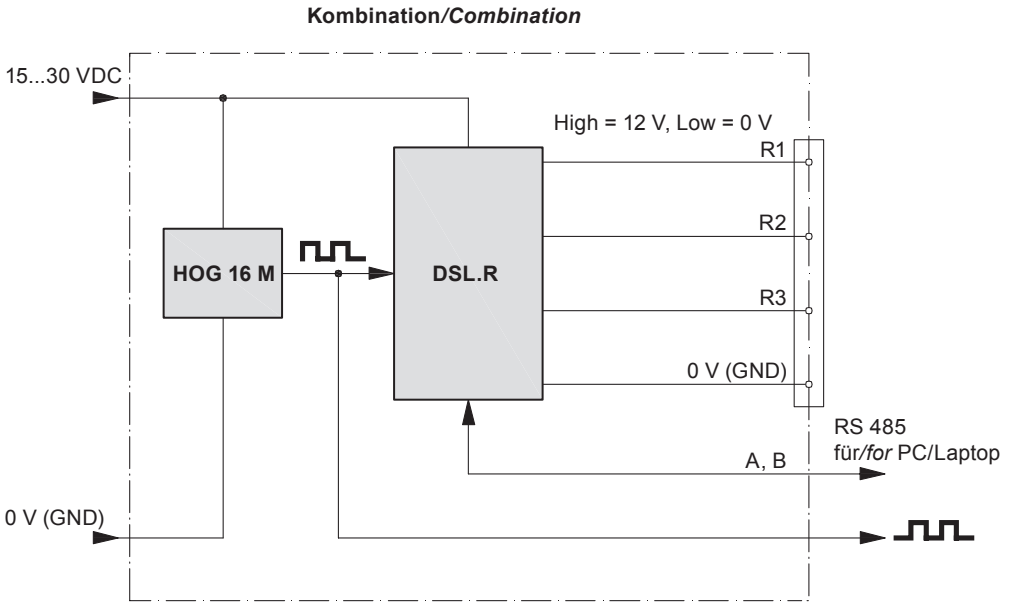 Kombination/Combination
15...30 VDC
High = 12 V, Low = 0 V
R1
R2
HOG 16 M
DSL.R
R3
0 V (GND)
RS 485
für/for PC/Laptop
A, B
0 V (GND)